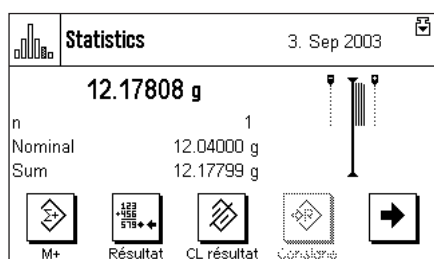 Statistics 3. Sep 2003
12.17808 g
n 1
Nominal 12.04000 g
Sum 12.17799 g
M+ Résultat CL résultat Consigne